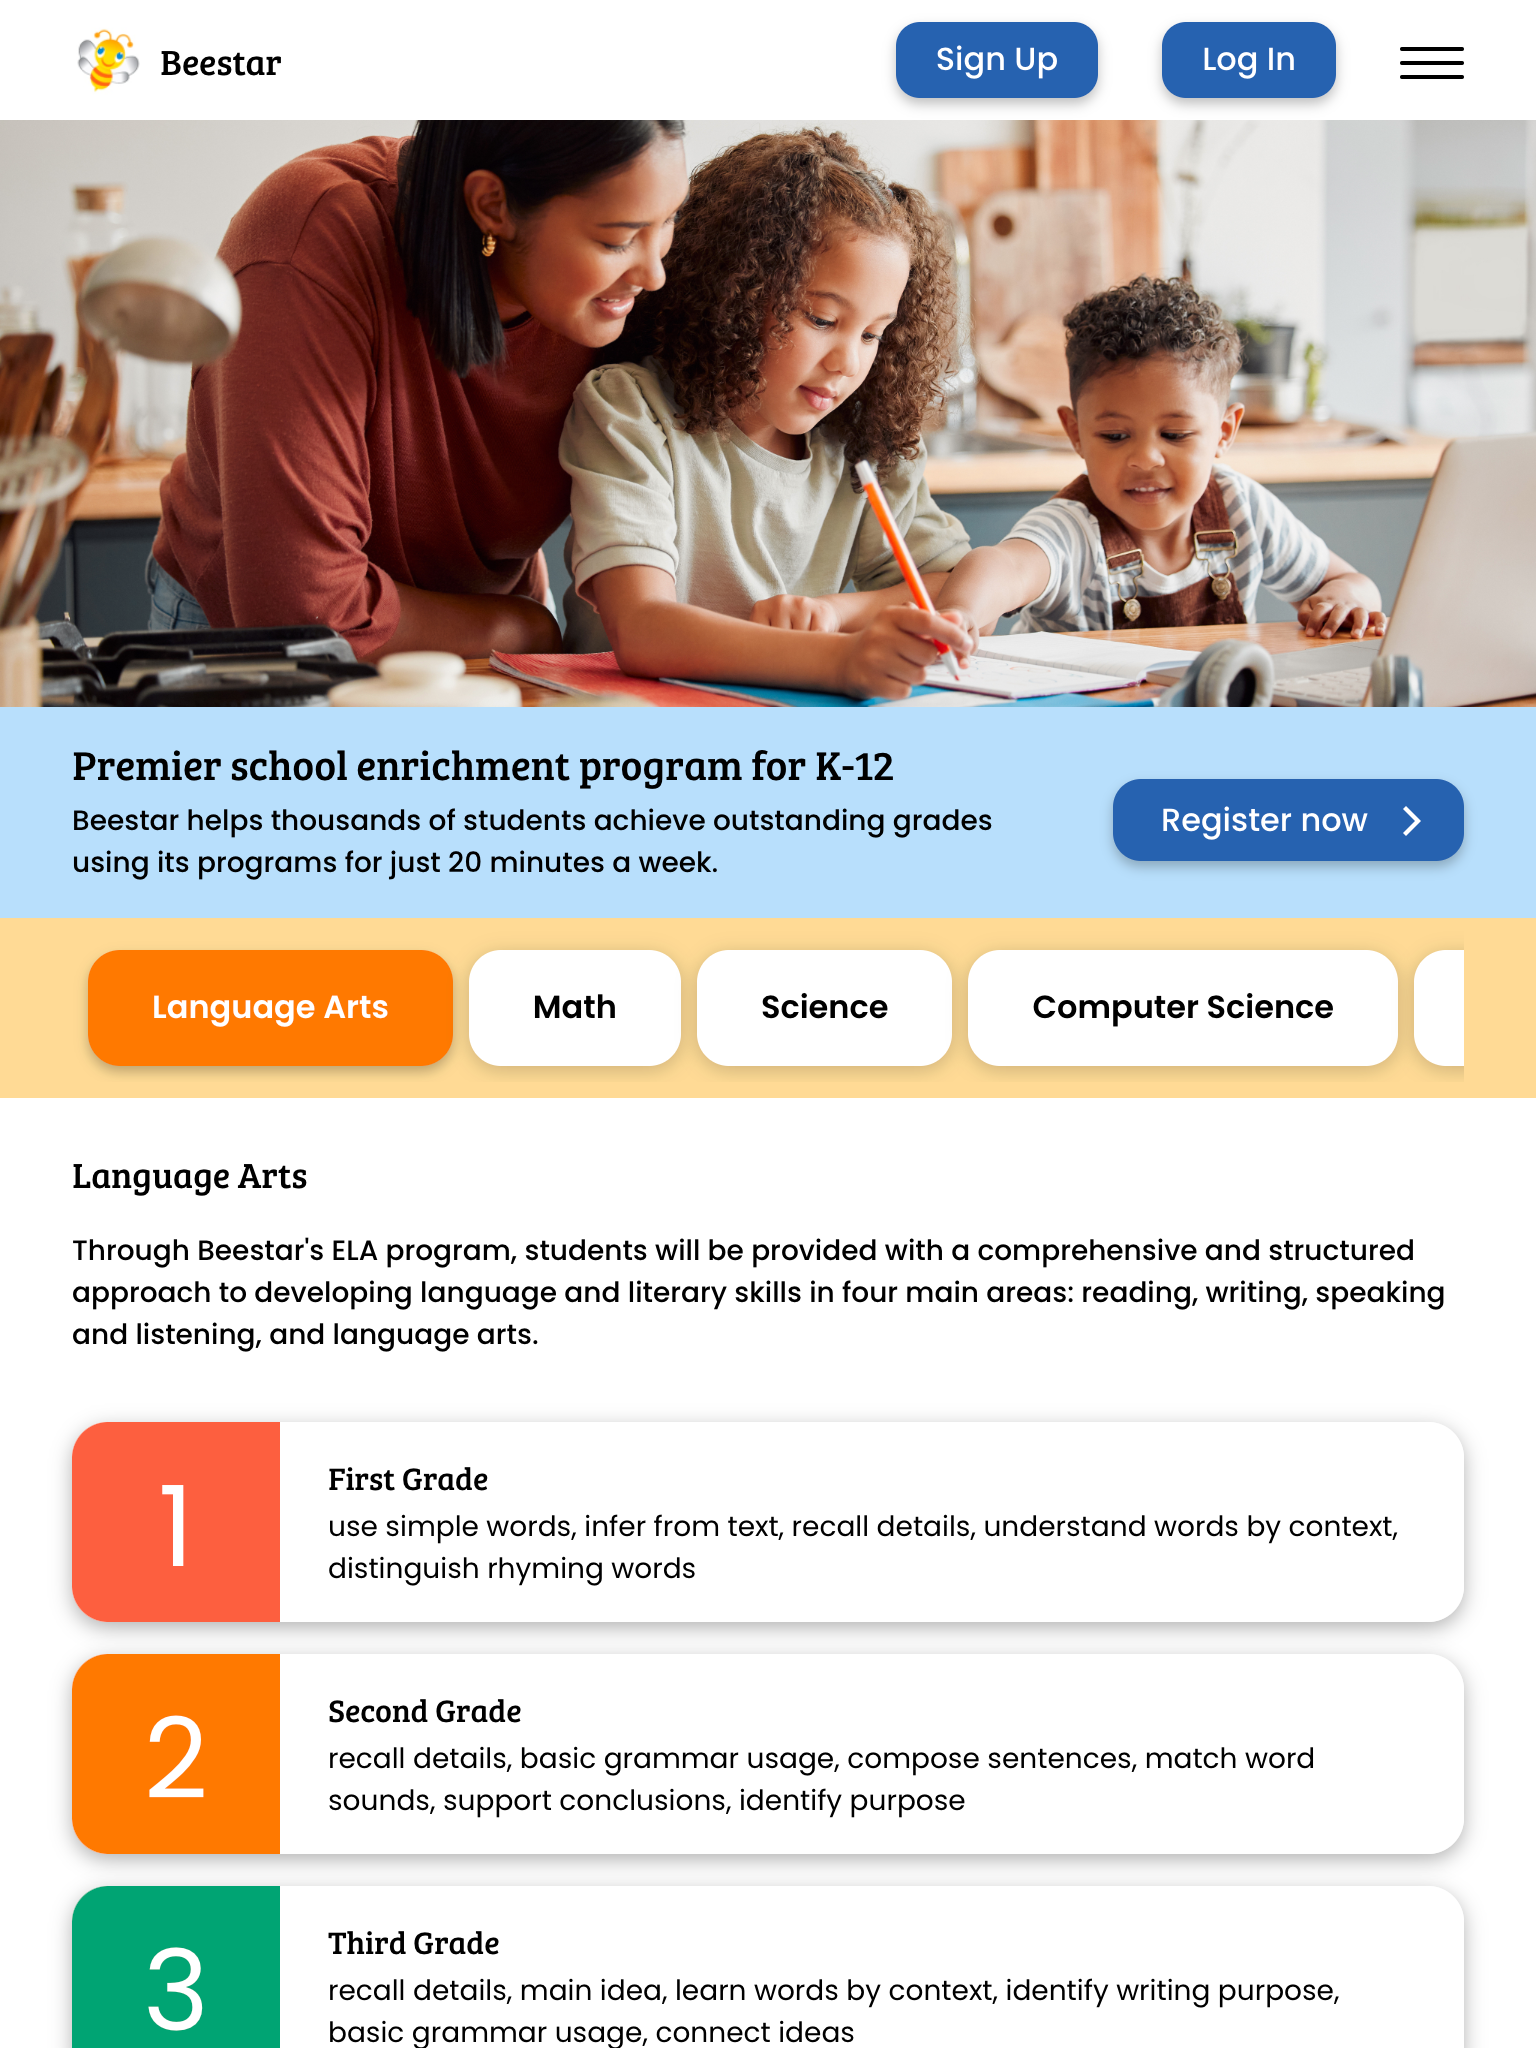 Beestar
Sign Up
Log In
Premier school enrichment program for K-12
Beestar helps thousands of students achieve outstanding grades
using its programs for just 20 minutes a week.
Register now
Language Arts
Math
Science
Computer Science
Language Arts
Through Beestar's ELA program, students will be provided with a comprehensive and structured
approach to developing language and literary skills in four main areas: reading, writing, speaking
and listening, and language arts.
1
First Grade
use simple words, infer from text, recall details, understand words by context,
distinguish rhyming words
2
Second Grade
recall details, basic grammar usage, compose sentences, match word
sounds, support conclusions, identify purpose
3
Third Grade
recall details, main idea, learn words by context, identify writing purpose,
basic grammar usage, connect ideas